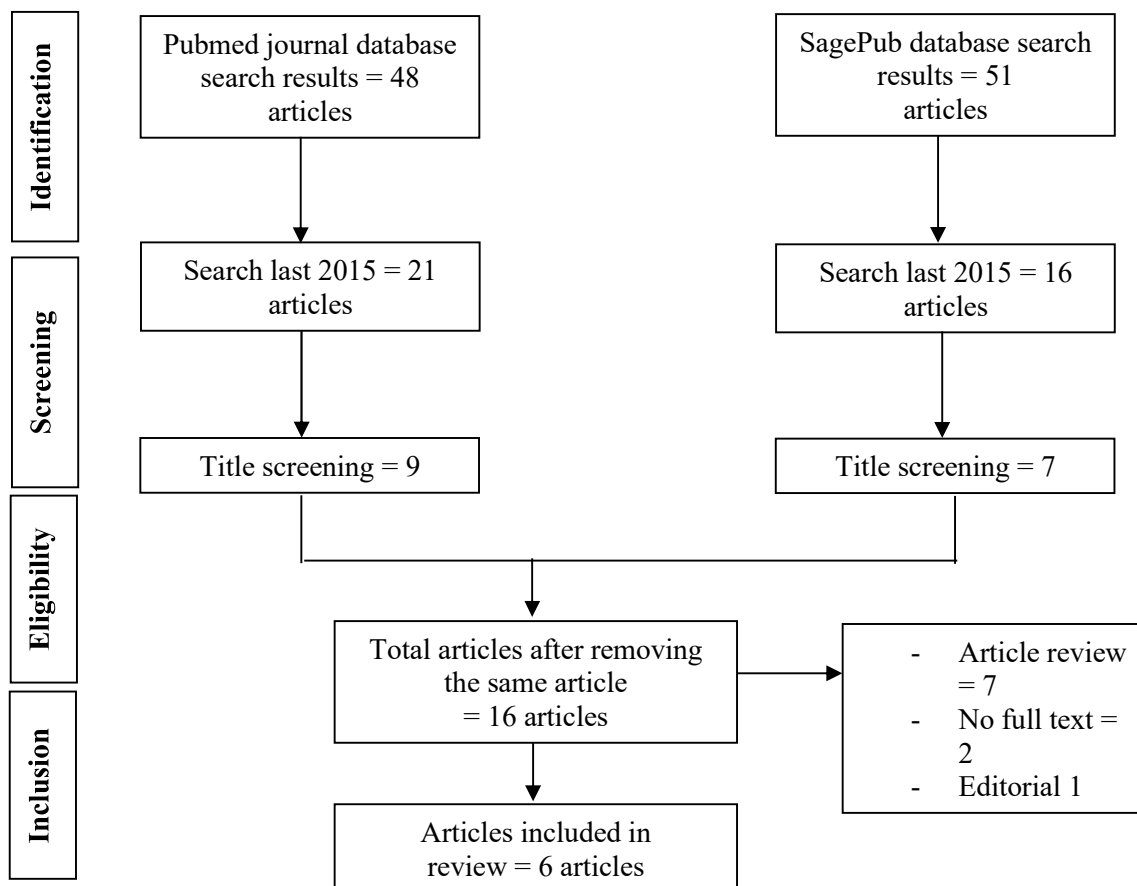 Identification
Pubmed journal database
search results = 48
articles
SagePub database search
results = 51
articles
Screening
Search last 2015 = 21
articles
Search last 2015 = 16
articles
Title screening = 9
Title screening = 7
Eligibility
Total articles after removing
the same article
= 16 articles
- Article review
= 7
- No full text =
2
- Editorial 1
Inclusion
Articles included in
review = 6 articles